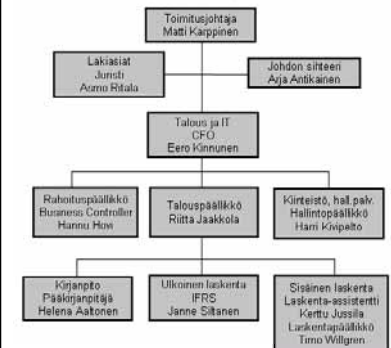 Toimitusjohtaja
Matti Karppinen
Lakiasiat
Juristi
Asmo Ritala
Johdon sihteeri
Arja Antikainen
Talous ja IT
CFO
Eero Kinnunen
Rahoituspäällikkö
Business Controller
Hannu Hovi
Talouspäällikkö
Riitta Jaakkola
Kiinteistö, hall.palv.
Hallintopäällikkö
Harri Kivipelto
Kirjanpito
Pääkirjanpitäjä
Helena Aaltonen
Ulkoinen laskenta
IFRS
Janne Siltanen
Sisäinen laskenta
Laskenta-assistentti
Kerttu Jussila
Laskentapäällikkö
Timo Willgren